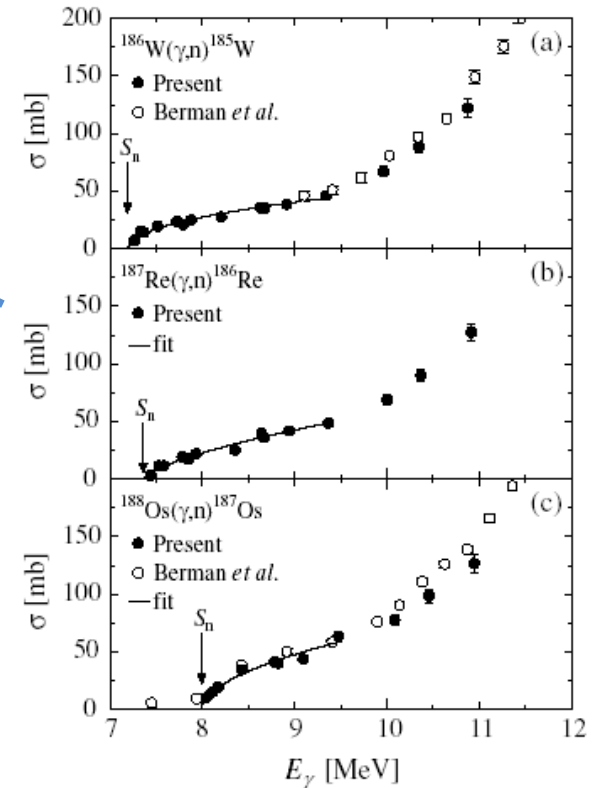 200
¹⁸⁶W(γ,n)¹⁸⁵W
(a)
150
● Present
○ Berman et al.
σ [mb]
100
Sₙ
50
0
¹⁸⁷Re(γ,n)¹⁸⁶Re
(b)
150
● Present
— fit
σ [mb]
100
Sₙ
50
0
¹⁸⁸Os(γ,n)¹⁸⁷Os
(c)
150
● Present
○ Berman et al.
— fit
σ [mb]
100
Sₙ
50
0
7 8 9 10 11 12
E_γ [MeV]